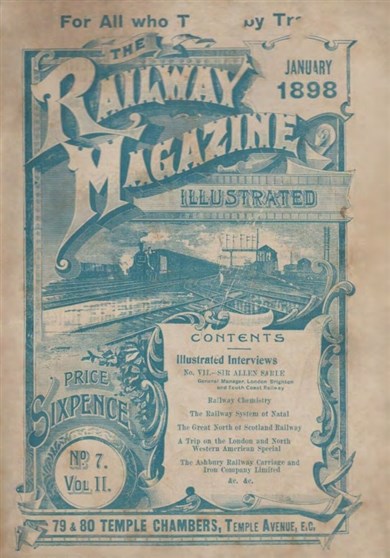 For All who T by Tr
THE
RAILWAY
MAGAZINE
JANUARY
1898
ILLUSTRATED
CONTENTS
Illustrated Interviews
No. VII.—SIR ALLEN SARLE
General Manager, London Brighton
and South Coast Railway
Railway Chemistry
The Railway System of Natal
The Great North of Scotland Railway
A Trip on the London and North
Western American Special
The Ashbury Railway Carriage and
Iron Company Limited
&c. &c.
PRICE
SIXPENCE
No 7.
VOL. II.
79 & 80 TEMPLE CHAMBERS, TEMPLE AVENUE, E.C.